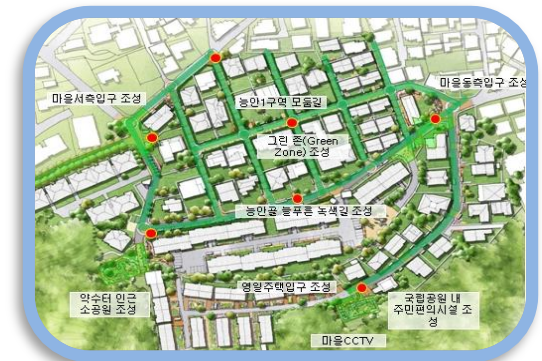 마을서측입구 조성
마을동측입구 조성
능안1구역 모음길
그린 존(Green
Zone) 조성
능안골 늘푸른 녹색길 조성
영왕주택입구 조성
약수터 인근
소공원 조성
국립공원 내
주민편의시설 조
성
마을CCTV